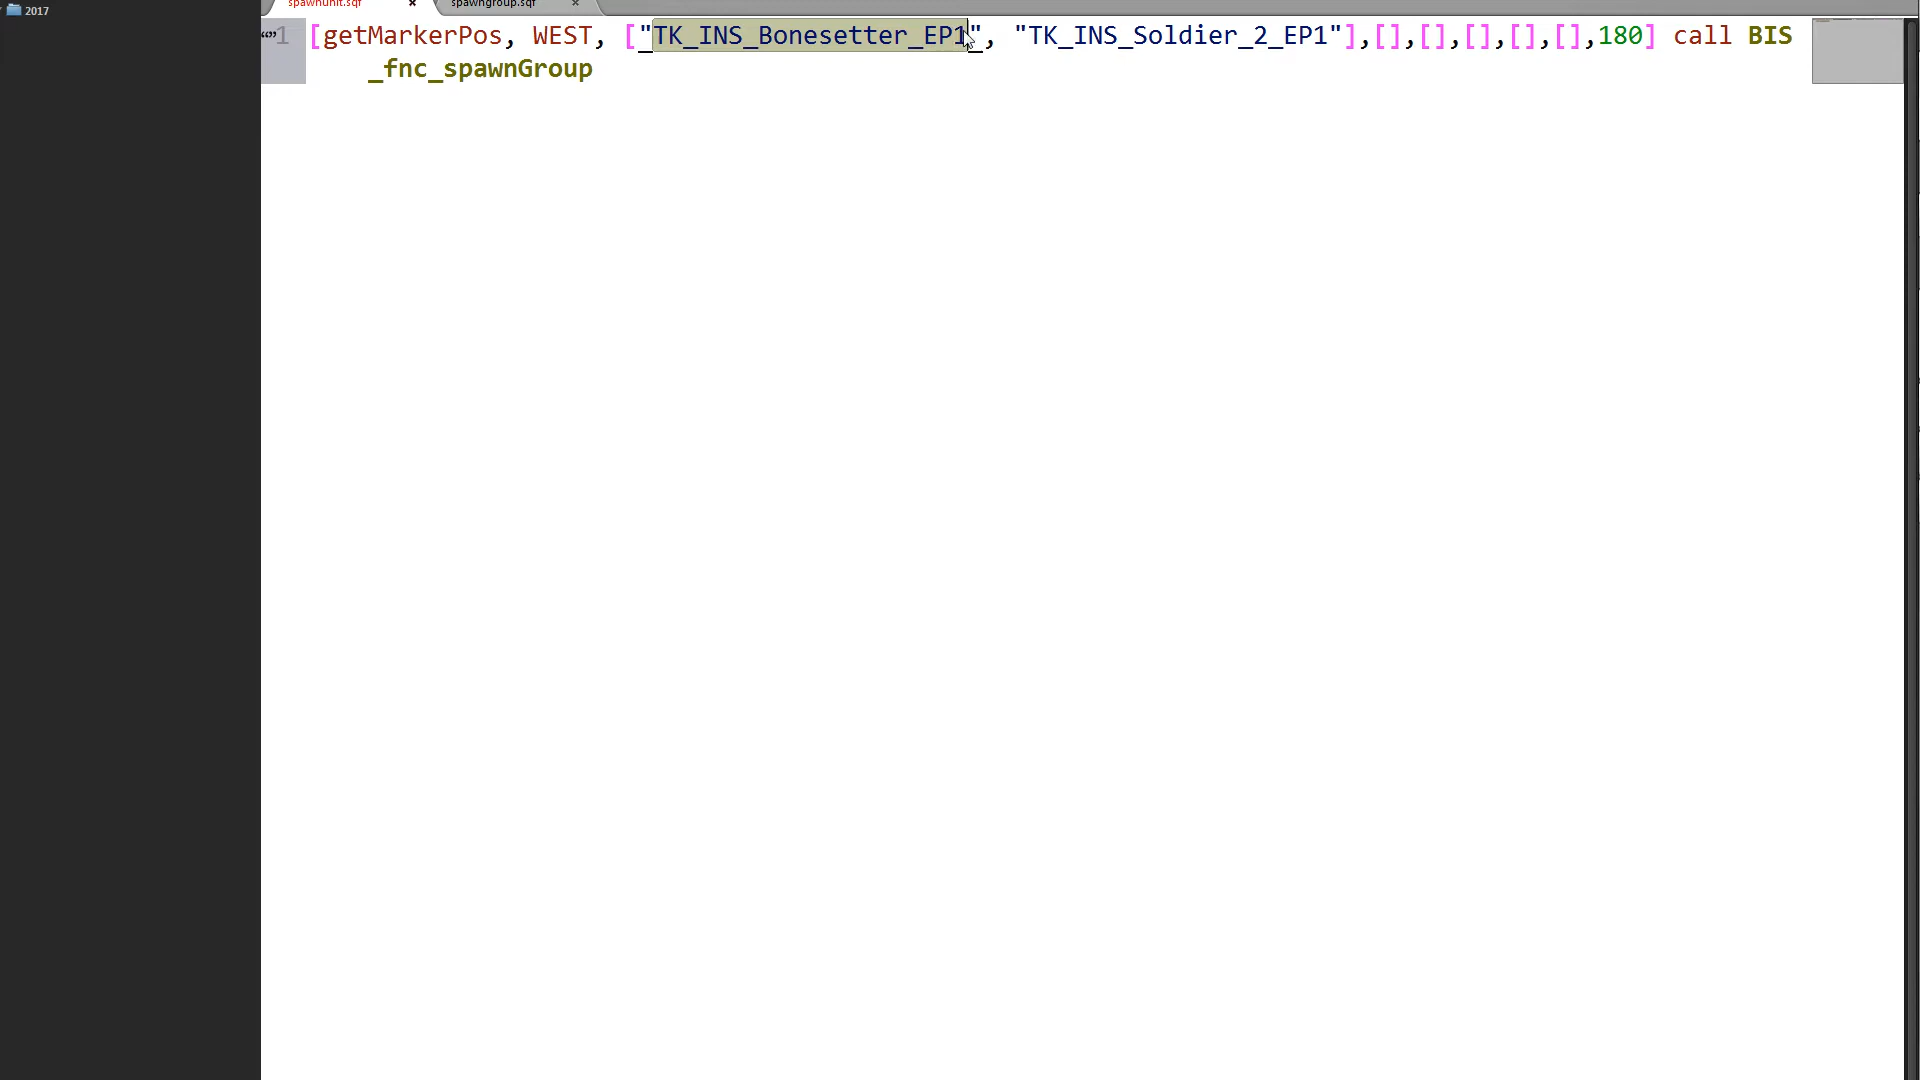 2017
spawnunit.sqf
spawngroup.sqf
1 [getMarkerPos, WEST, ["TK_INS_Bonesetter_EP1", "TK_INS_Soldier_2_EP1"],[],[],[],[],[],180] call BIS
_fnc_spawnGroup